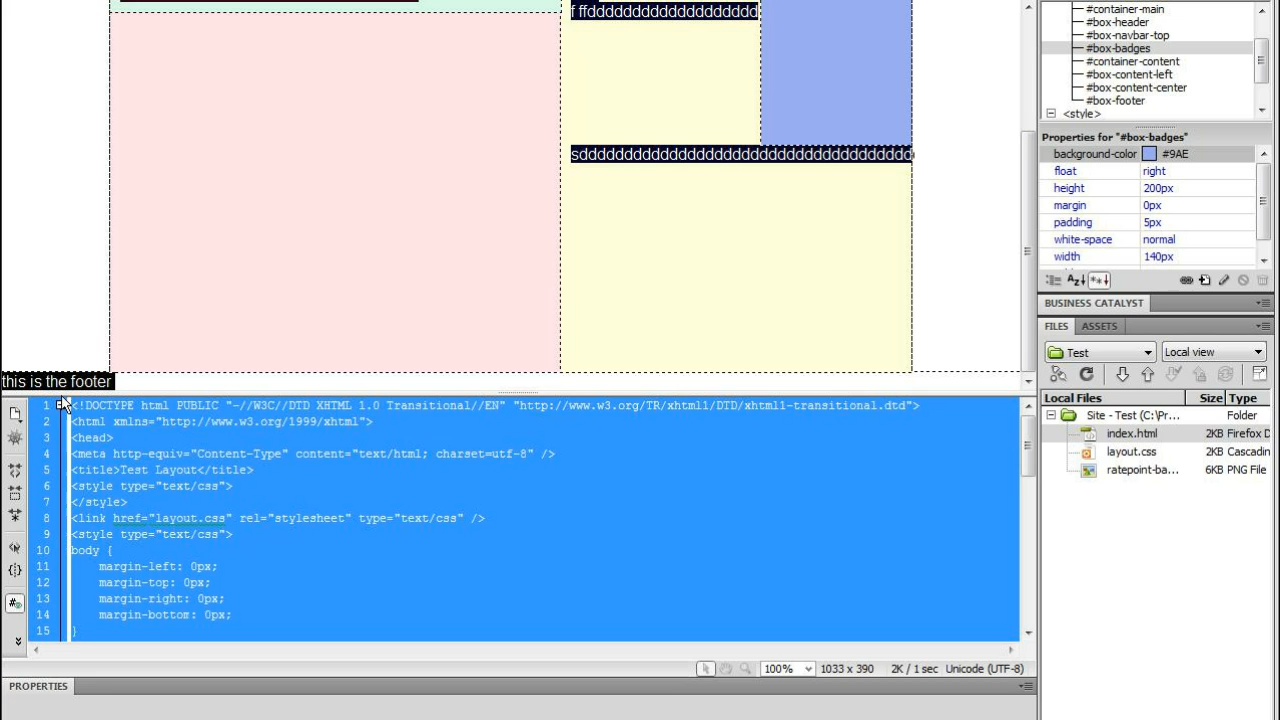 f ffdddddddddddddddddd
sddddddddddddddddddddddddddddddddddddd
this is the footer
1 <!DOCTYPE html PUBLIC "-//W3C//DTD XHTML 1.0 Transitional//EN" "http://www.w3.org/TR/xhtml1/DTD/xhtml1-transitional.dtd">
2 <html xmlns="http://www.w3.org/1999/xhtml">
3 <head>
4 <meta http-equiv="Content-Type" content="text/html; charset=utf-8" />
5 <title>Test Layout</title>
6 <style type="text/css">
7 </style>
8 <link href="layout.css" rel="stylesheet" type="text/css" />
9 <style type="text/css">
10 body {
11 margin-left: 0px;
12 margin-top: 0px;
13 margin-right: 0px;
14 margin-bottom: 0px;
15 }
100% 1033 x 390 2K / 1 sec Unicode (UTF-8)
PROPERTIES
#container-main
#box-header
#box-navbar-top
#box-badges
#container-content
#box-content-left
#box-content-center
#box-footer
<style>
Properties for "#box-badges"
background-color #9AE
float right
height 200px
margin 0px
padding 5px
white-space normal
width 140px
BUSINESS CATALYST
FILES ASSETS
Test Local view
Local Files Size Type
Site - Test (C:\Pr... Folder
index.html 2KB Firefox D
layout.css 2KB Cascadin
ratepoint-ba... 6KB PNG File